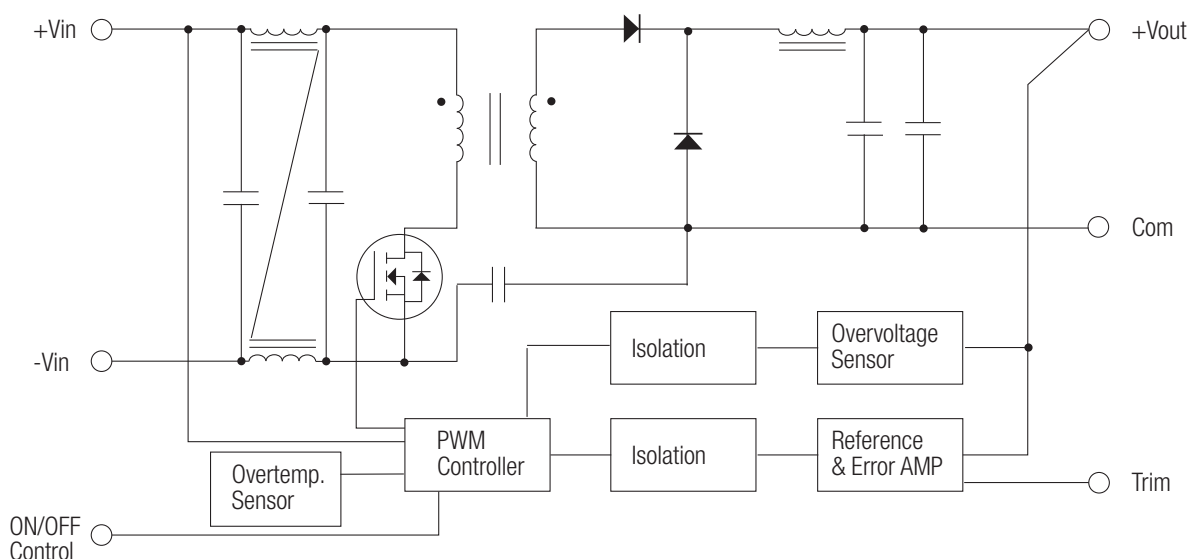 +Vin
+Vout
Com
-Vin
Isolation
Overvoltage
Sensor
PWM
Controller
Isolation
Reference
& Error AMP
Overtemp.
Sensor
Trim
ON/OFF
Control